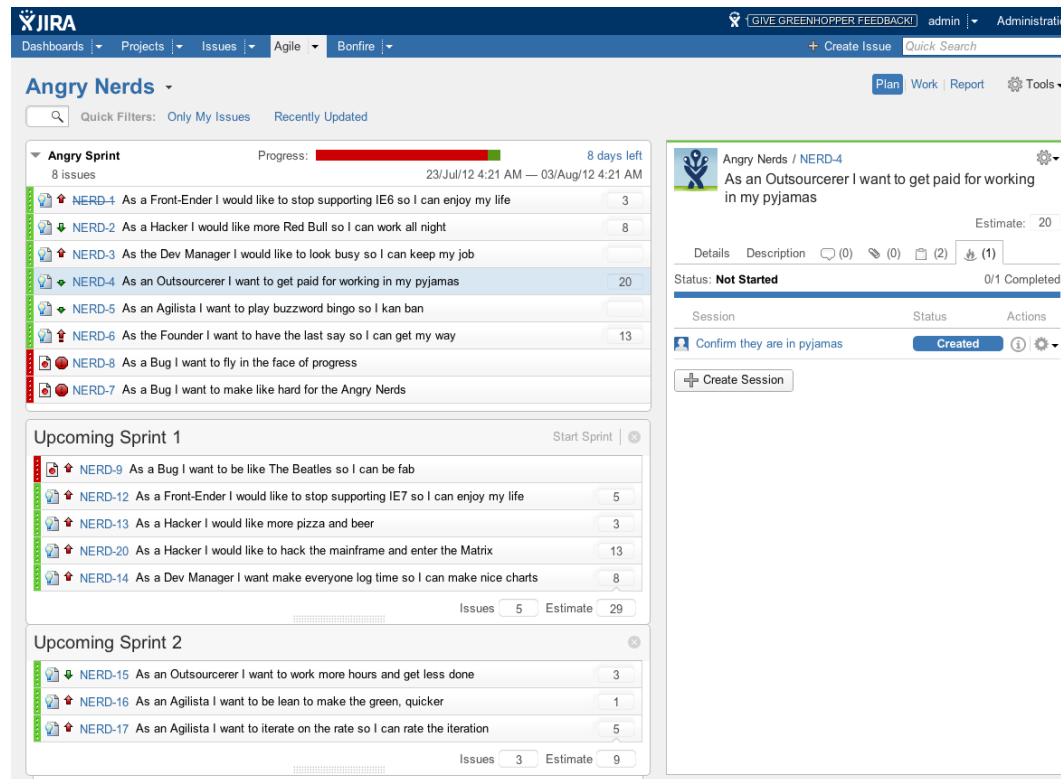 JIRA
GIVE GREENHOPPER FEEDBACK! admin Administrati
Dashboards Projects Issues Agile Bonfire + Create Issue Quick Search
Angry Nerds Plan Work Report Tools
Quick Filters: Only My Issues Recently Updated
Angry Sprint Progress: 8 days left
8 issues 23/Jul/12 4:21 AM — 03/Aug/12 4:21 AM
NERD-1 As a Front-Ender I would like to stop supporting IE6 so I can enjoy my life 3
NERD-2 As a Hacker I would like more Red Bull so I can work all night 8
NERD-3 As the Dev Manager I would like to look busy so I can keep my job
NERD-4 As an Outsourcerer I want to get paid for working in my pyjamas 20
NERD-5 As an Agilista I want to play buzzword bingo so I kan ban
NERD-6 As the Founder I want to have the last say so I can get my way 13
NERD-8 As a Bug I want to fly in the face of progress
NERD-7 As a Bug I want to make like hard for the Angry Nerds
Upcoming Sprint 1 Start Sprint
NERD-9 As a Bug I want to be like The Beatles so I can be fab
NERD-12 As a Front-Ender I would like to stop supporting IE7 so I can enjoy my life 5
NERD-13 As a Hacker I would like more pizza and beer 3
NERD-20 As a Hacker I would like to hack the mainframe and enter the Matrix 13
NERD-14 As a Dev Manager I want make everyone log time so I can make nice charts 8
Issues 5 Estimate 29
Upcoming Sprint 2
NERD-15 As an Outsourcerer I want to work more hours and get less done 3
NERD-16 As an Agilista I want to be lean to make the green, quicker 1
NERD-17 As an Agilista I want to iterate on the rate so I can rate the iteration 5
Issues 3 Estimate 9
Angry Nerds / NERD-4
As an Outsourcerer I want to get paid for working
in my pyjamas
Estimate: 20
Details Description (0) (0) (2) (1)
Status: Not Started 0/1 Completed
Session Status Actions
Confirm they are in pyjamas Created
Create Session